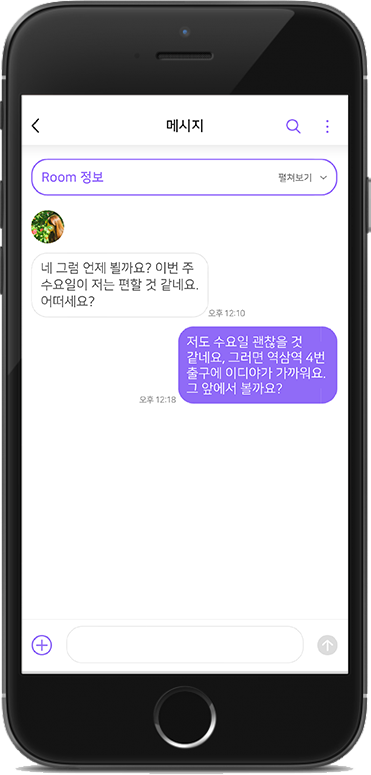 메시지
Room 정보
펼쳐보기
네 그럼 언제 뵐까요? 이번 주
수요일이 저는 편할 것 같네요.
어떠세요?
오후 12:10
저도 수요일 괜찮을 것
같네요, 그러면 역삼역 4번
출구에 이디야가 가까워요.
그 앞에서 볼까요?
오후 12:18